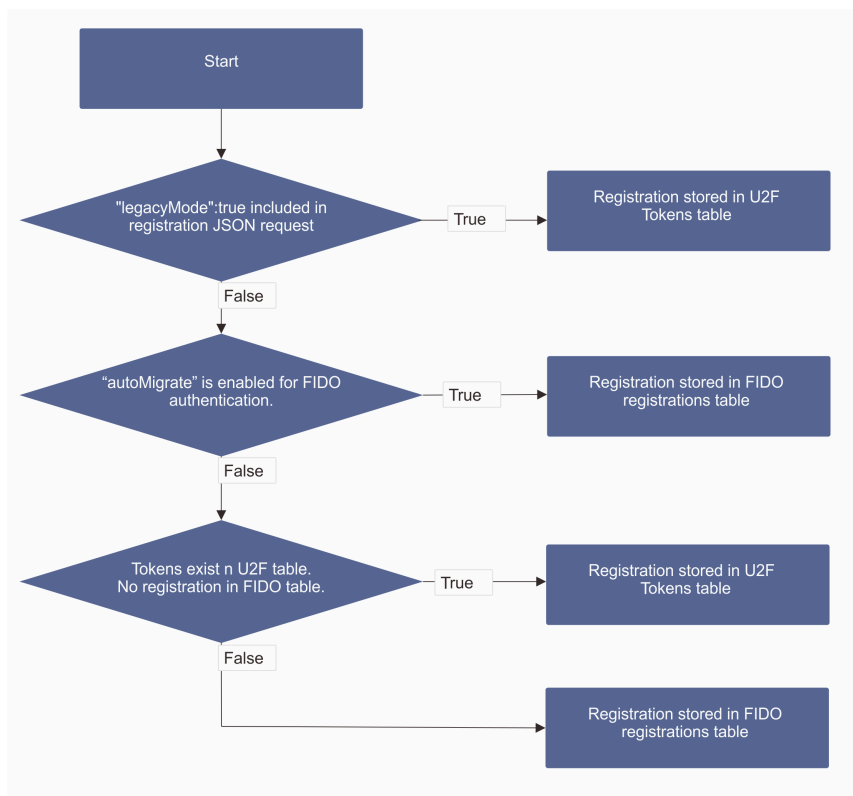 Start
"legacyMode":true included in
registration JSON request
True
Registration stored in U2F
Tokens table
False
“autoMigrate” is enabled for FIDO
authentication.
True
Registration stored in FIDO
registrations table
False
Tokens exist n U2F table.
No registration in FIDO table.
True
Registration stored in U2F
Tokens table
False
Registration stored in FIDO
registrations table